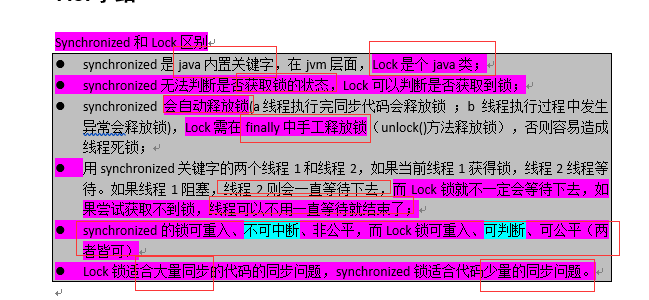 Synchronized 和 Lock 区别
● synchronized 是 java 内置关键字，在 jvm 层面，Lock 是个 java 类；
● synchronized 无法判断是否获取锁的状态，Lock 可以判断是否获取到锁；
● synchronized 会自动释放锁(a 线程执行完同步代码会释放锁 ；b 线程执行过程中发生
异常会释放锁)，Lock 需在 finally 中手工释放锁（unlock()方法释放锁），否则容易造成
线程死锁；
● 用 synchronized 关键字的两个线程 1 和线程 2，如果当前线程 1 获得锁，线程 2 线程等
待。如果线程 1 阻塞，线程 2 则会一直等待下去，而 Lock 锁就不一定会等待下去，如
果尝试获取不到锁，线程可以不用一直等待就结束了；
● synchronized 的锁可重入、不可中断、非公平，而 Lock 锁可重入、可判断、可公平（两
者皆可）
● Lock 锁适合大量同步的代码的同步问题，synchronized 锁适合代码少量的同步问题。